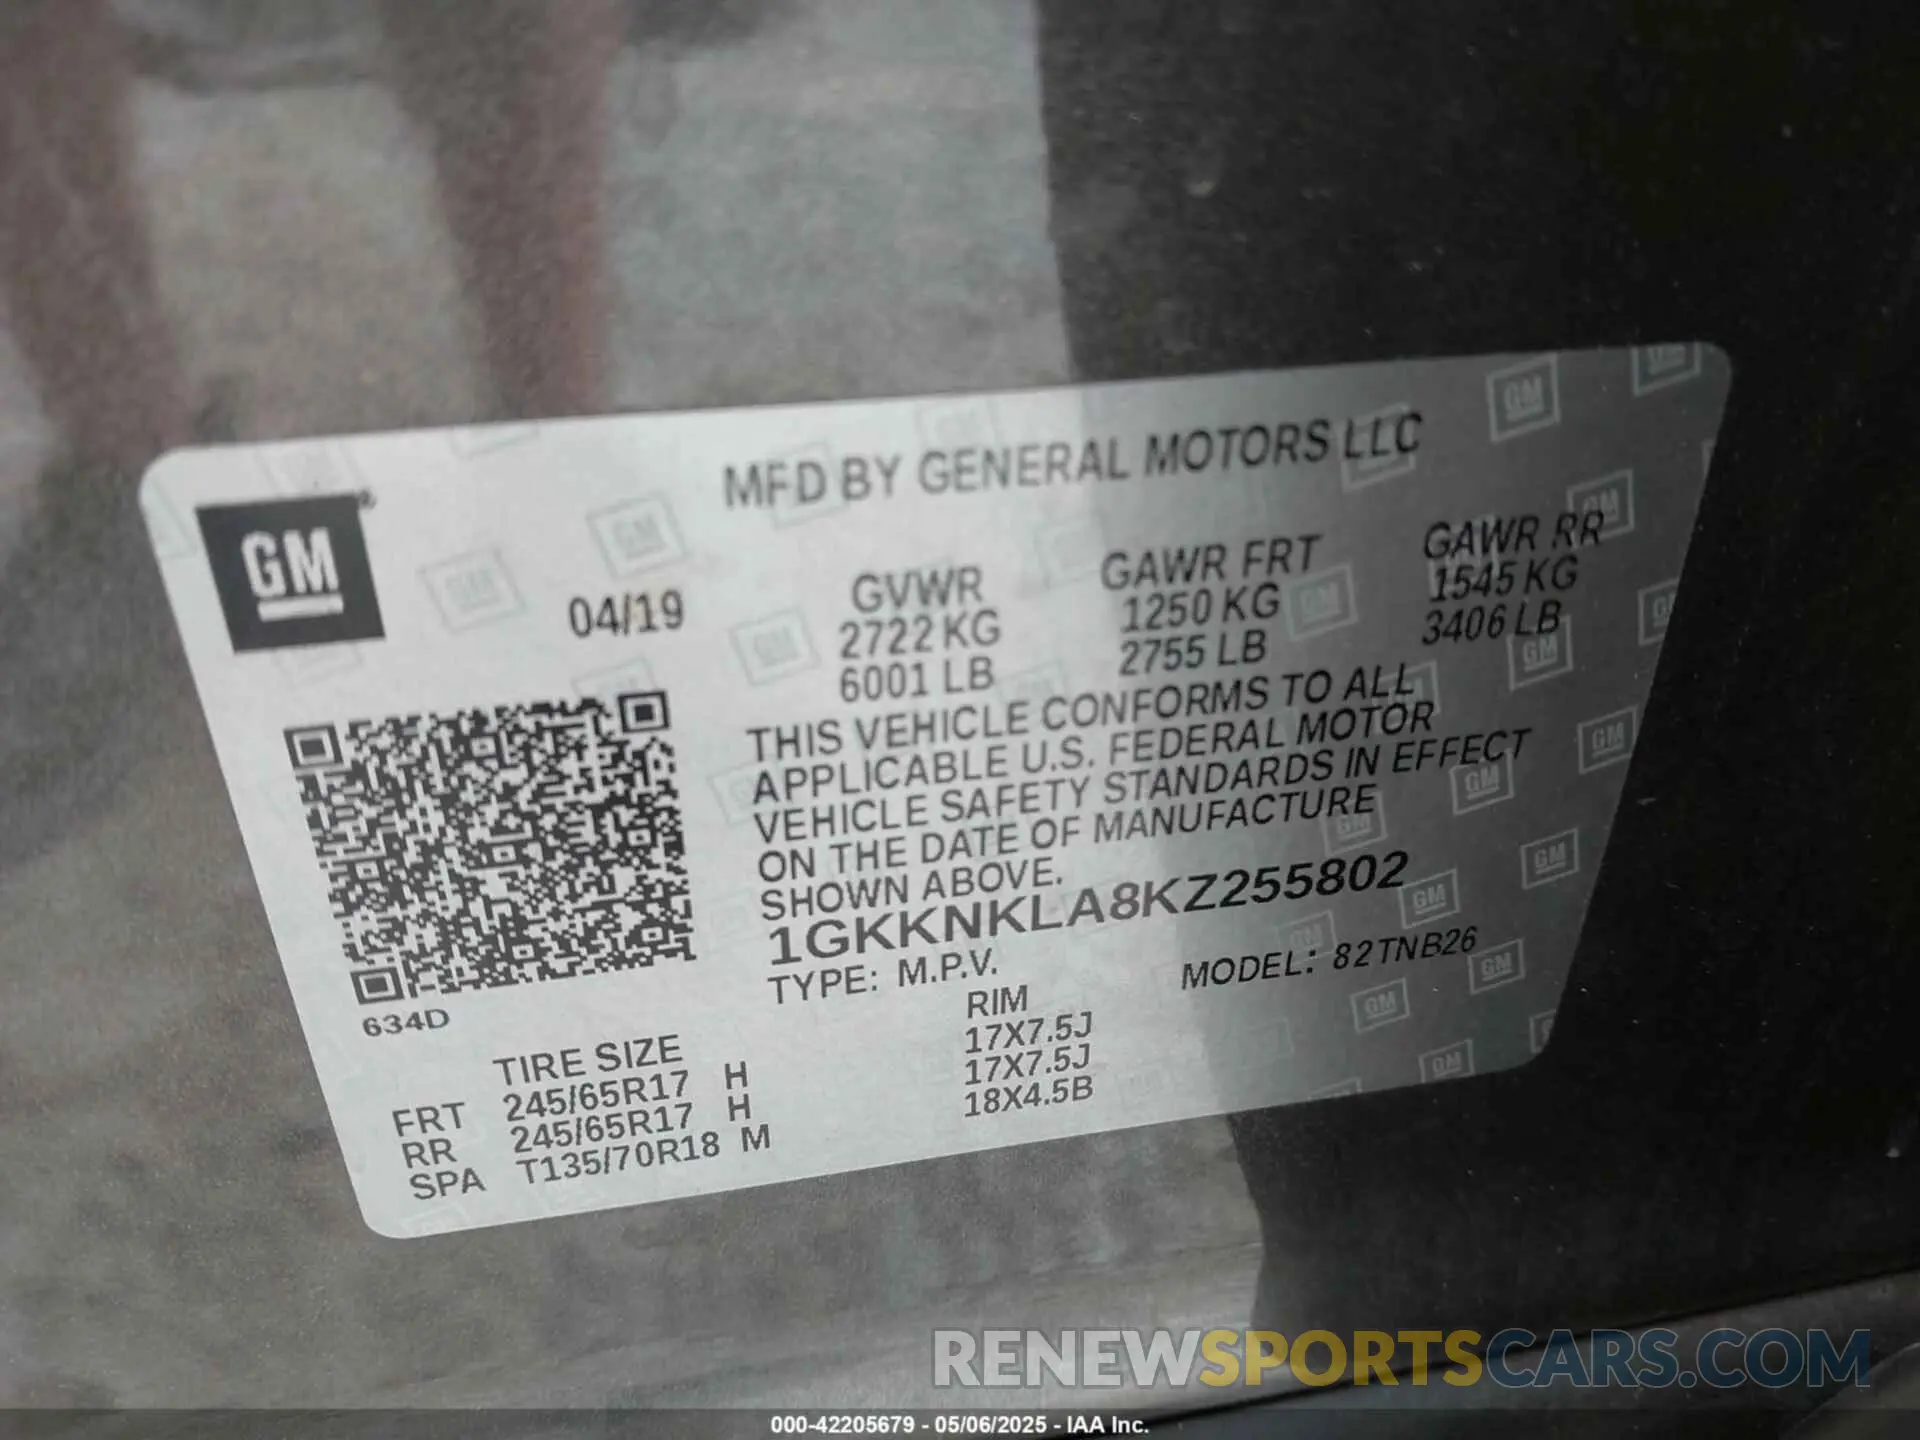 MFD BY GENERAL MOTORS LLC
GM®
04/19
GVWR GAWR FRT GAWR RR
2722 KG 1250 KG 1545 KG
6001 LB 2755 LB 3406 LB
THIS VEHICLE CONFORMS TO ALL
APPLICABLE U.S. FEDERAL MOTOR
VEHICLE SAFETY STANDARDS IN EFFECT
ON THE DATE OF MANUFACTURE
SHOWN ABOVE.
1GKKNKLA8KZ255802
TYPE: M.P.V. MODEL: 82TNB26
634D
TIRE SIZE RIM
FRT 245/65R17 H 17X7.5J
RR 245/65R17 H 17X7.5J
SPA T135/70R18 M 18X4.5B
RENEWSPORTSCARS.COM
000-42205679 - 05/06/2025 - IAA Inc.